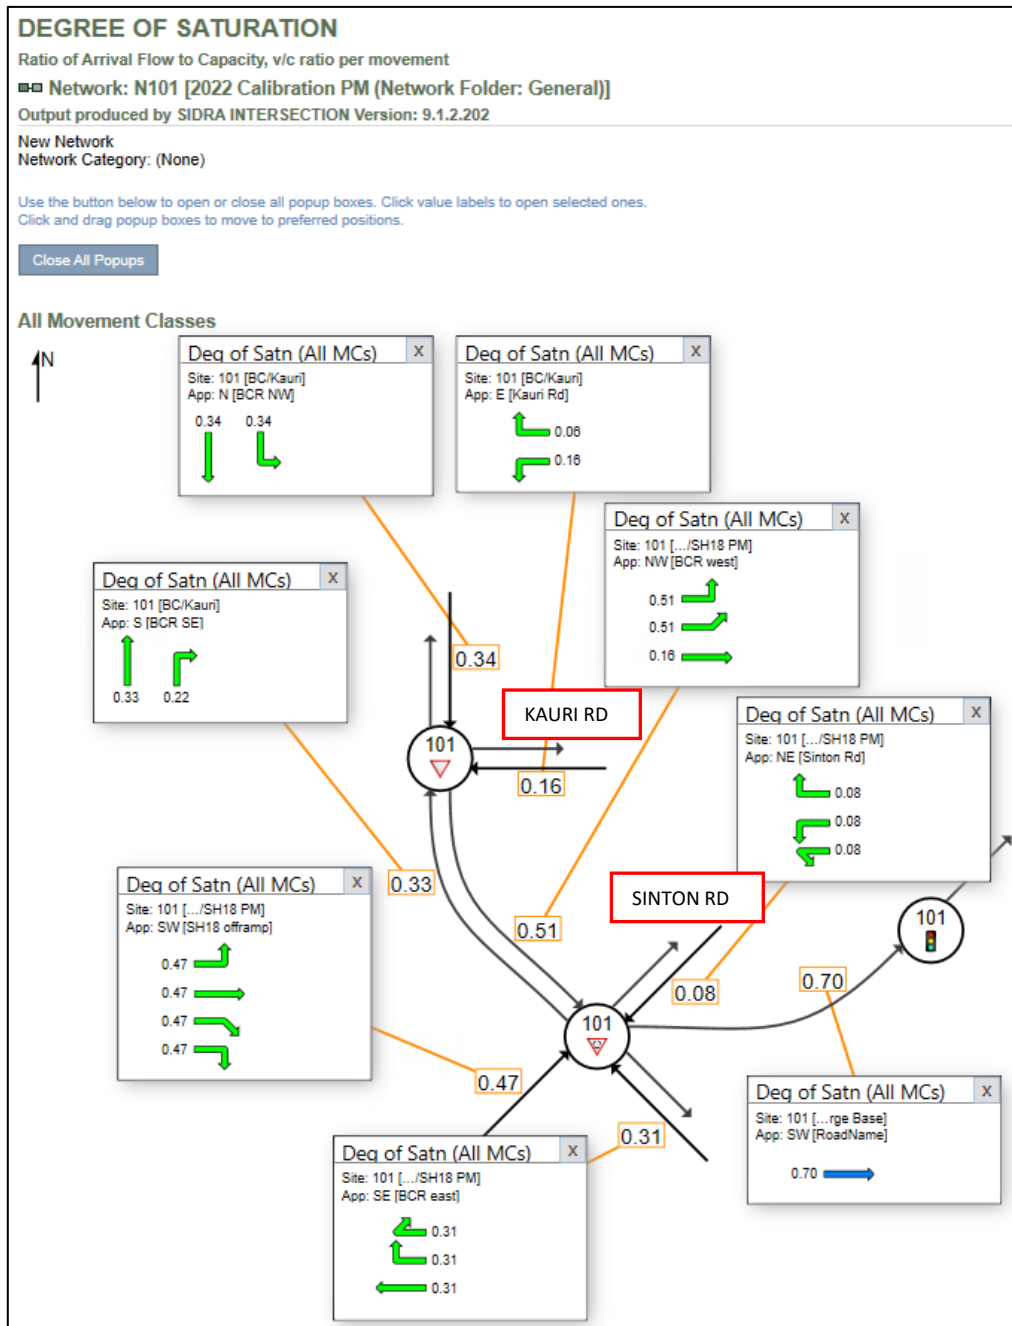 DEGREE OF SATURATION
Ratio of Arrival Flow to Capacity, v/c ratio per movement
Network: N101 [2022 Calibration PM (Network Folder: General)]
Output produced by SIDRA INTERSECTION Version: 9.1.2.202
New Network
Network Category: (None)
Use the button below to open or close all popup boxes. Click value labels to open selected ones.
Click and drag popup boxes to move to preferred positions.
Close All Popups
All Movement Classes
N
Deg of Satn (All MCs) X
Site: 101 [BC/Kauri]
App: N [BCR NW]
0.34 0.34
Deg of Satn (All MCs) X
Site: 101 [BC/Kauri]
App: E [Kauri Rd]
0.06
0.16
Deg of Satn (All MCs) X
Site: 101 [.../SH18 PM]
App: NW [BCR west]
0.51
0.51
0.16
Deg of Satn (All MCs) X
Site: 101 [BC/Kauri]
App: S [BCR SE]
0.33 0.22
0.34
KAURI RD
101
0.16
Deg of Satn (All MCs) X
Site: 101 [.../SH18 PM]
App: NE [Sinton Rd]
0.08
0.08
0.08
Deg of Satn (All MCs) X
Site: 101 [.../SH18 PM]
App: SW [SH18 offramp]
0.47
0.47
0.47
0.47
0.33
0.51
SINTON RD
101
0.08
0.70
101
0.47
0.31
Deg of Satn (All MCs) X
Site: 101 [...rge Base]
App: SW [RoadName]
0.70
Deg of Satn (All MCs) X
Site: 101 [.../SH18 PM]
App: SE [BCR east]
0.31
0.31
0.31